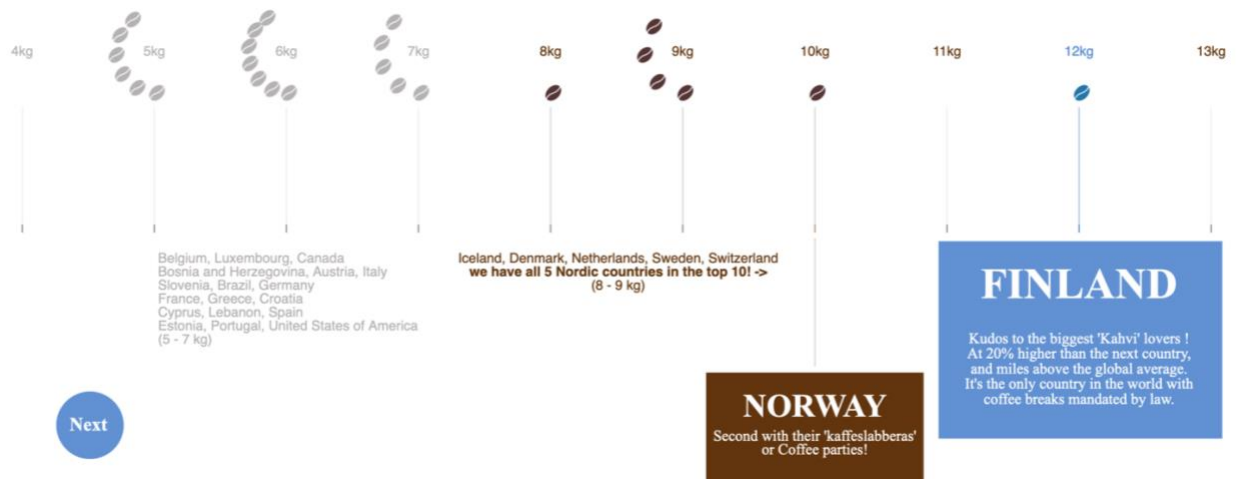 4kg 5kg 6kg 7kg 8kg 9kg 10kg 11kg 12kg 13kg
Belgium, Luxembourg, Canada
Bosnia and Herzegovina, Austria, Italy
Slovenia, Brazil, Germany
France, Greece, Croatia
Cyprus, Lebanon, Spain
Estonia, Portugal, United States of America
(5 - 7 kg)
Iceland, Denmark, Netherlands, Sweden, Switzerland
we have all 5 Nordic countries in the top 10! ->
(8 - 9 kg)
FINLAND
Kudos to the biggest 'Kahvi' lovers !
At 20% higher than the next country,
and miles above the global average.
It's the only country in the world with
coffee breaks mandated by law.
NORWAY
Second with their 'kaffeslabberas'
or Coffee parties!
Next